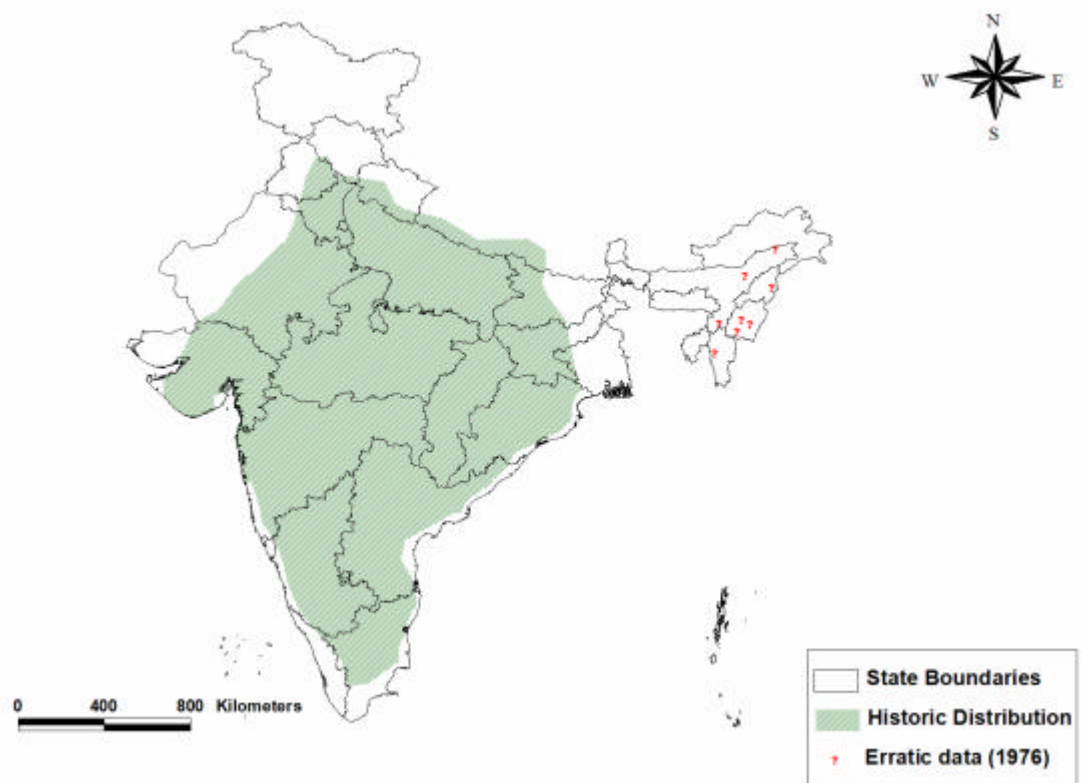 N
W E
S
? 
?
?
? ? ?
?
?
0 400 800 Kilometers
State Boundaries
Historic Distribution
? Erratic data (1976)